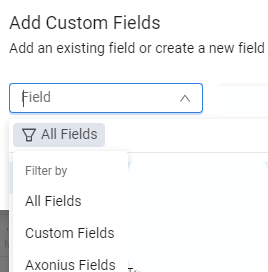 Add Custom Fields
Add an existing field or create a new field
Field
All Fields
Filter by
All Fields
Custom Fields
Axonius Fields